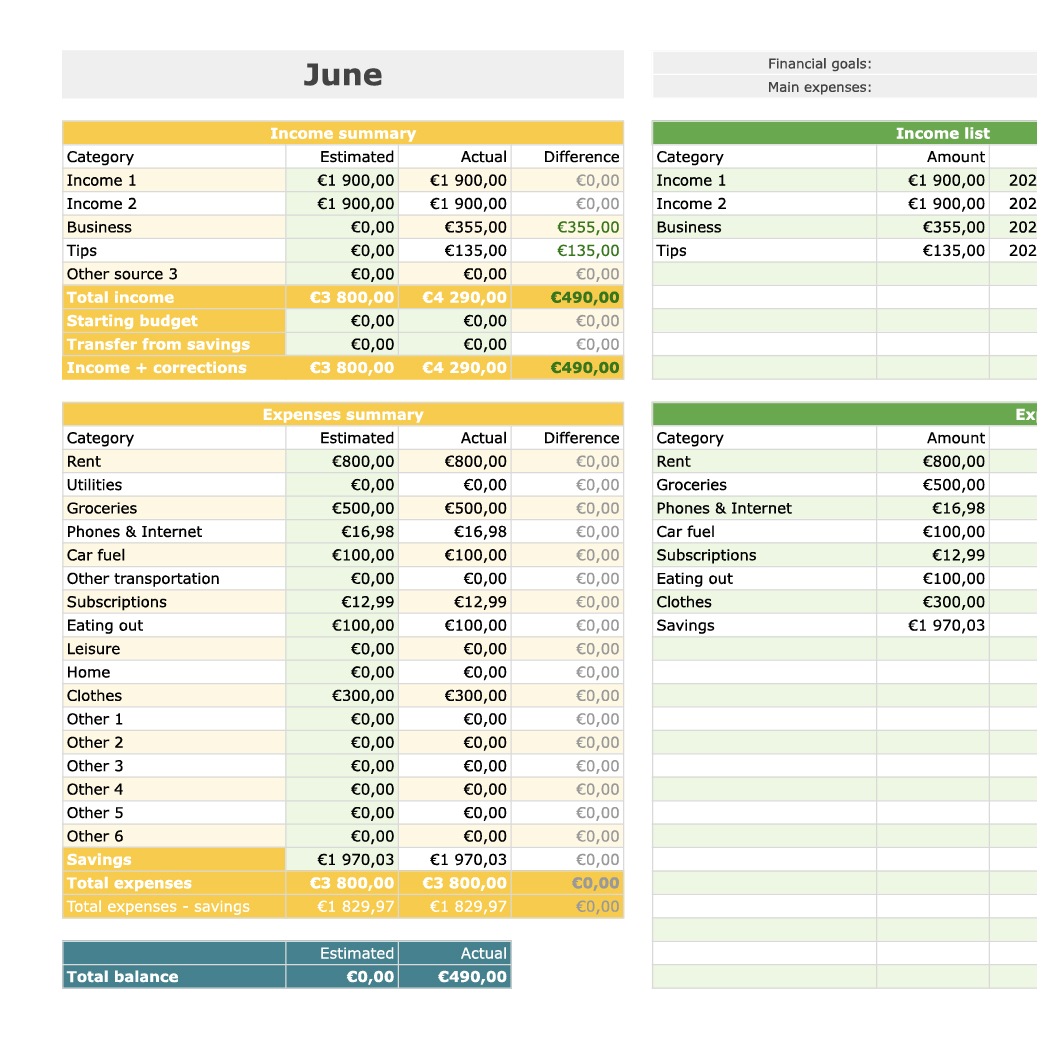 June
Financial goals:
Main expenses:
Income summary
Category Estimated Actual Difference
Income 1 €1 900,00 €1 900,00 €0,00
Income 2 €1 900,00 €1 900,00 €0,00
Business €0,00 €355,00 €355,00
Tips €0,00 €135,00 €135,00
Other source 3 €0,00 €0,00 €0,00
Total income €3 800,00 €4 290,00 €490,00
Starting budget €0,00 €0,00 €0,00
Transfer from savings €0,00 €0,00 €0,00
Income + corrections €3 800,00 €4 290,00 €490,00
Income list
Category Amount
Income 1 €1 900,00 202
Income 2 €1 900,00 202
Business €355,00 202
Tips €135,00 202
Expenses summary
Category Estimated Actual Difference
Rent €800,00 €800,00 €0,00
Utilities €0,00 €0,00 €0,00
Groceries €500,00 €500,00 €0,00
Phones & Internet €16,98 €16,98 €0,00
Car fuel €100,00 €100,00 €0,00
Other transportation €0,00 €0,00 €0,00
Subscriptions €12,99 €12,99 €0,00
Eating out €100,00 €100,00 €0,00
Leisure €0,00 €0,00 €0,00
Home €0,00 €0,00 €0,00
Clothes €300,00 €300,00 €0,00
Other 1 €0,00 €0,00 €0,00
Other 2 €0,00 €0,00 €0,00
Other 3 €0,00 €0,00 €0,00
Other 4 €0,00 €0,00 €0,00
Other 5 €0,00 €0,00 €0,00
Other 6 €0,00 €0,00 €0,00
Savings €1 970,03 €1 970,03 €0,00
Total expenses €3 800,00 €3 800,00 €0,00
Total expenses - savings €1 829,97 €1 829,97 €0,00
Ex
Category Amount
Rent €800,00
Groceries €500,00
Phones & Internet €16,98
Car fuel €100,00
Subscriptions €12,99
Eating out €100,00
Clothes €300,00
Savings €1 970,03
Estimated Actual
Total balance €0,00 €490,00